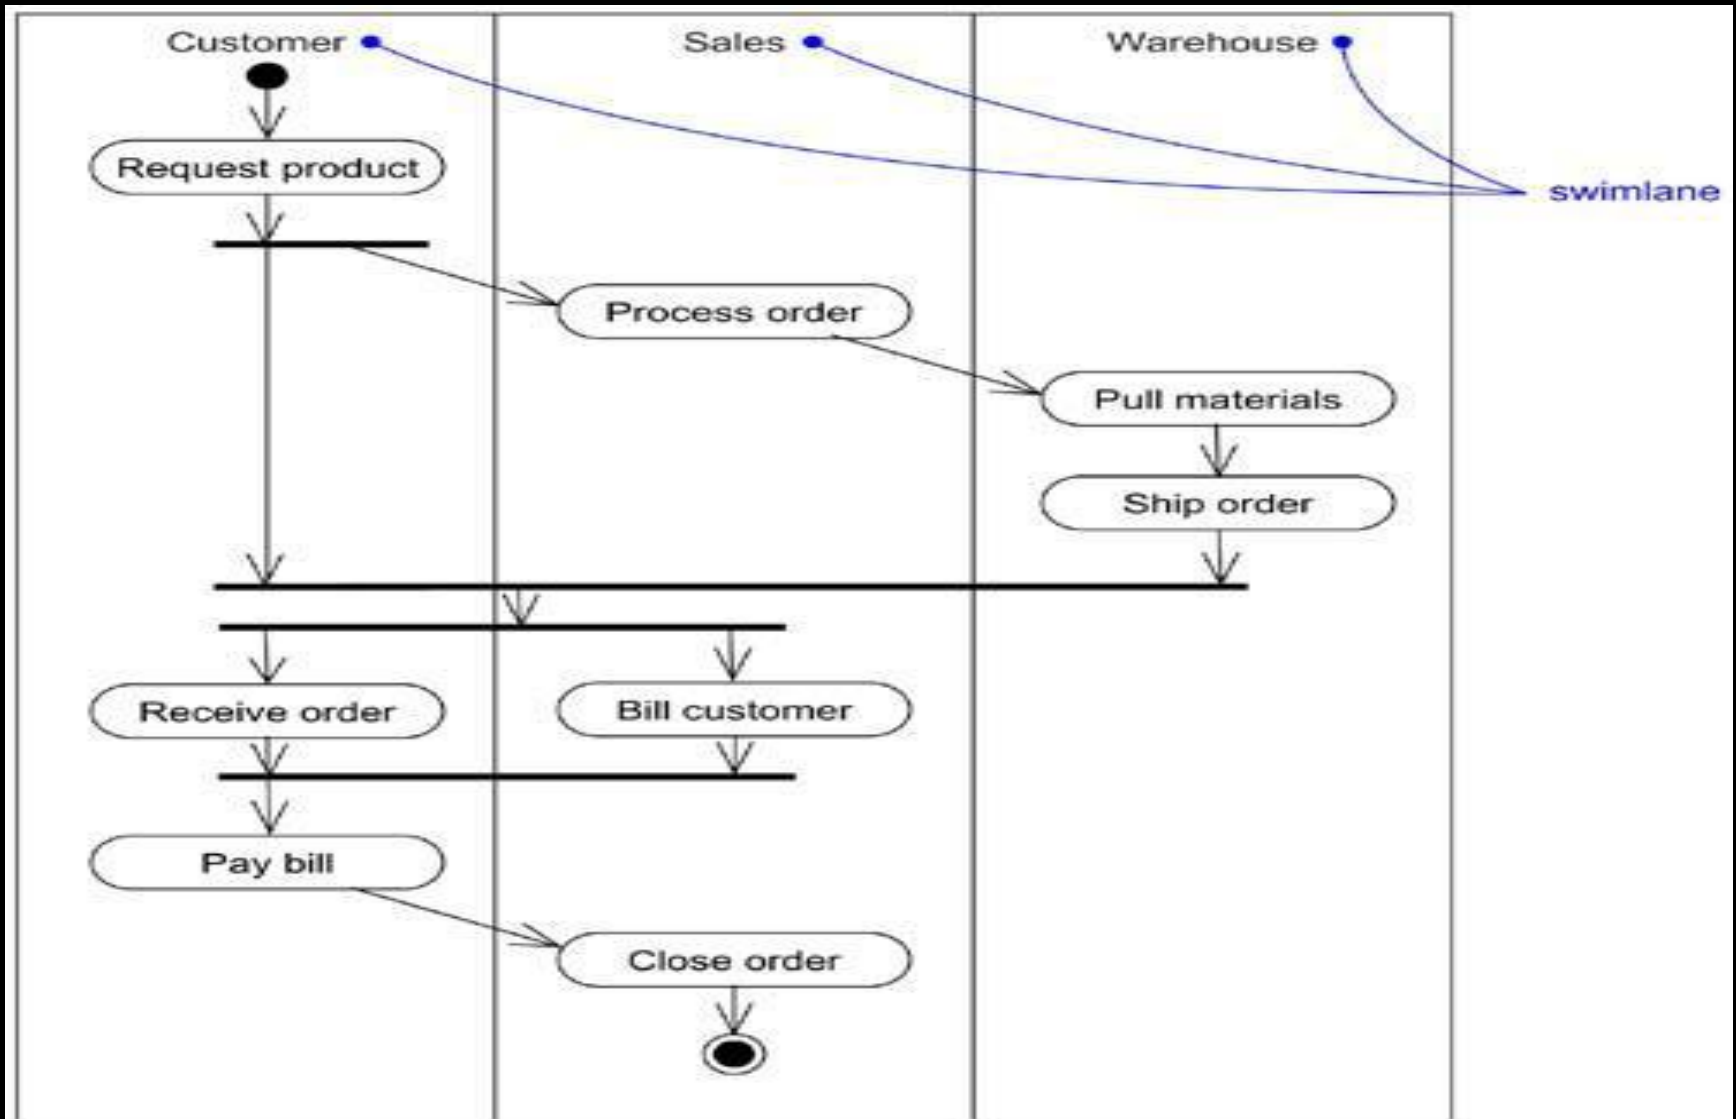 Customer
Sales
Warehouse
Request product
swimlane
Process order
Pull materials
Ship order
Receive order
Bill customer
Pay bill
Close order